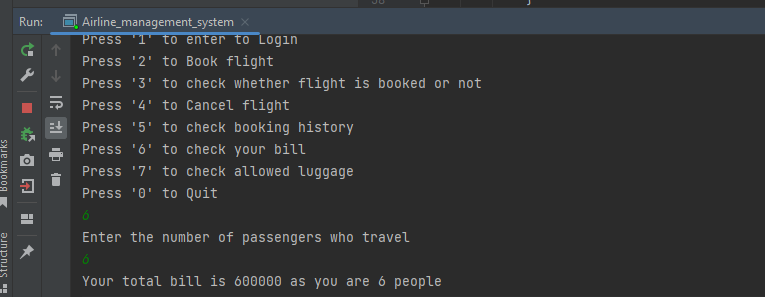 38
Run: Airline_management_system
Press '1' to enter to Login
Press '2' to Book flight
Press '3' to check whether flight is booked or not
Press '4' to Cancel flight
Press '5' to check booking history
Press '6' to check your bill
Press '7' to check allowed luggage
Press '0' to Quit
6
Enter the number of passengers who travel
6
Your total bill is 600000 as you are 6 people
Bookmarks
Structure